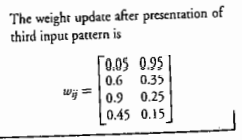 The weight update after presentation of
third input pattern is
w_ij = [0.05 0.95
0.6 0.35
0.9 0.25
0.45 0.15]